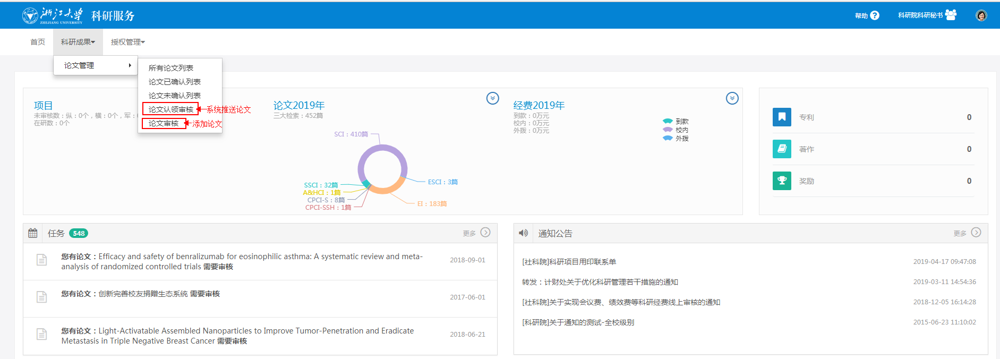 浙江大学
ZHEJIANG UNIVERSITY
科研服务
帮助
科研院科研秘书
首页
科研成果
授权管理
论文管理
所有论文列表
论文已确认列表
论文未确认列表
论文认领审核
系统推送论文
论文审核
添加论文
项目
未审核数：纵：0个，横：0个，军：
在研数：0个
论文2019年
三大检索：452篇
SCI：410篇
SSCI：32篇
A&HCI：1篇
CPCI-S：8篇
CPCI-SSH：1篇
ESCI：3篇
EI：183篇
经费2019年
到款：0万元
校内：0万元
外拨：0万元
到款
校内
外拨
专利 0
著作 0
奖励 0
任务 548
更多
您有论文：Efficacy and safety of benralizumab for eosinophilic asthma: A systematic review and meta-
analysis of randomized controlled trials 需要审核
2018-09-01
您有论文：创新完善校友捐赠生态系统 需要审核
2017-06-01
您有论文：Light-Activatable Assembled Nanoparticles to Improve Tumor-Penetration and Eradicate
Metastasis in Triple Negative Breast Cancer 需要审核
2018-06-21
通知公告
更多
[社科院]科研项目用印联系单 2019-04-17 09:47:08
转发：计财处关于优化科研管理若干措施的通知 2019-03-11 14:54:36
[社科院]关于实现会议费、绩效费等科研经费线上审核的通知 2018-12-05 16:14:28
[科研院]关于通知的测试-全校级别 2015-06-23 11:10:02